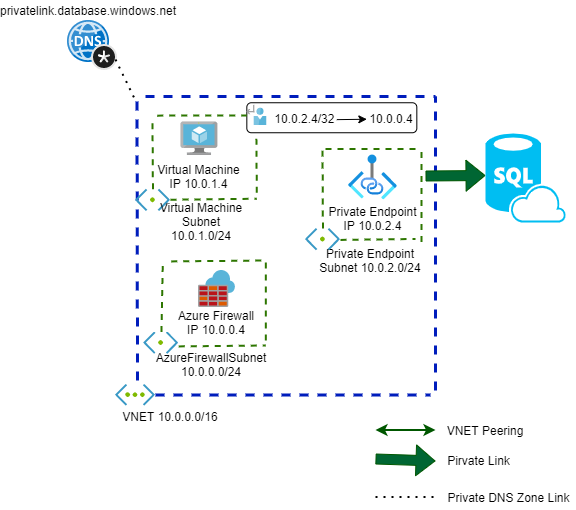 privatelink.database.windows.net
DNS
10.0.2.4/32
10.0.0.4
Virtual Machine
IP 10.0.1.4
Virtual Machine
Subnet
10.0.1.0/24
SQL
Private Endpoint
IP 10.0.2.4
Private Endpoint
Subnet 10.0.2.0/24
Azure Firewall
IP 10.0.0.4
AzureFirewallSubnet
10.0.0.0/24
VNET 10.0.0.0/16
VNET Peering
Pirvate Link
Private DNS Zone Link